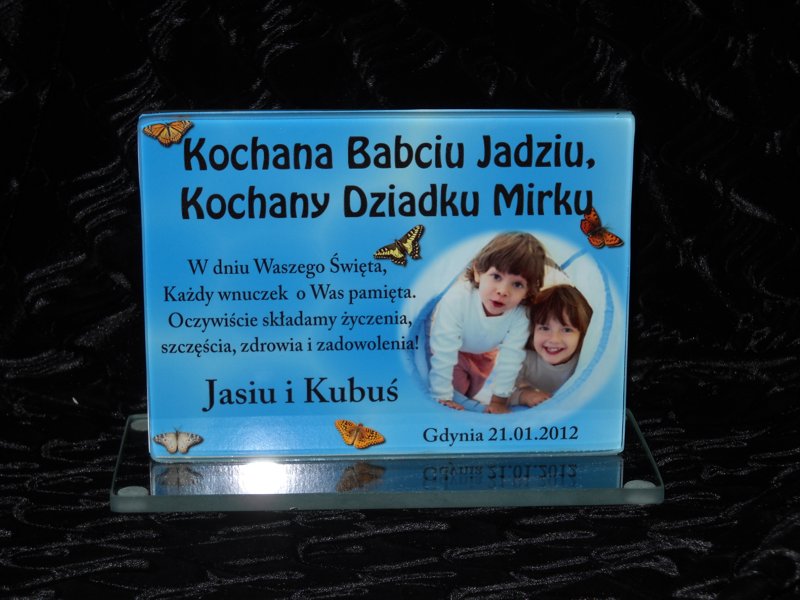 Kochana Babciu Jadziu,
Kochany Dziadku Mirku
W dniu Waszego Święta,
Każdy wnuczek o Was pamięta.
Oczywiście składamy życzenia,
szczęścia, zdrowia i zadowolenia!
Jasiu i Kubuś
Gdynia 21.01.2012